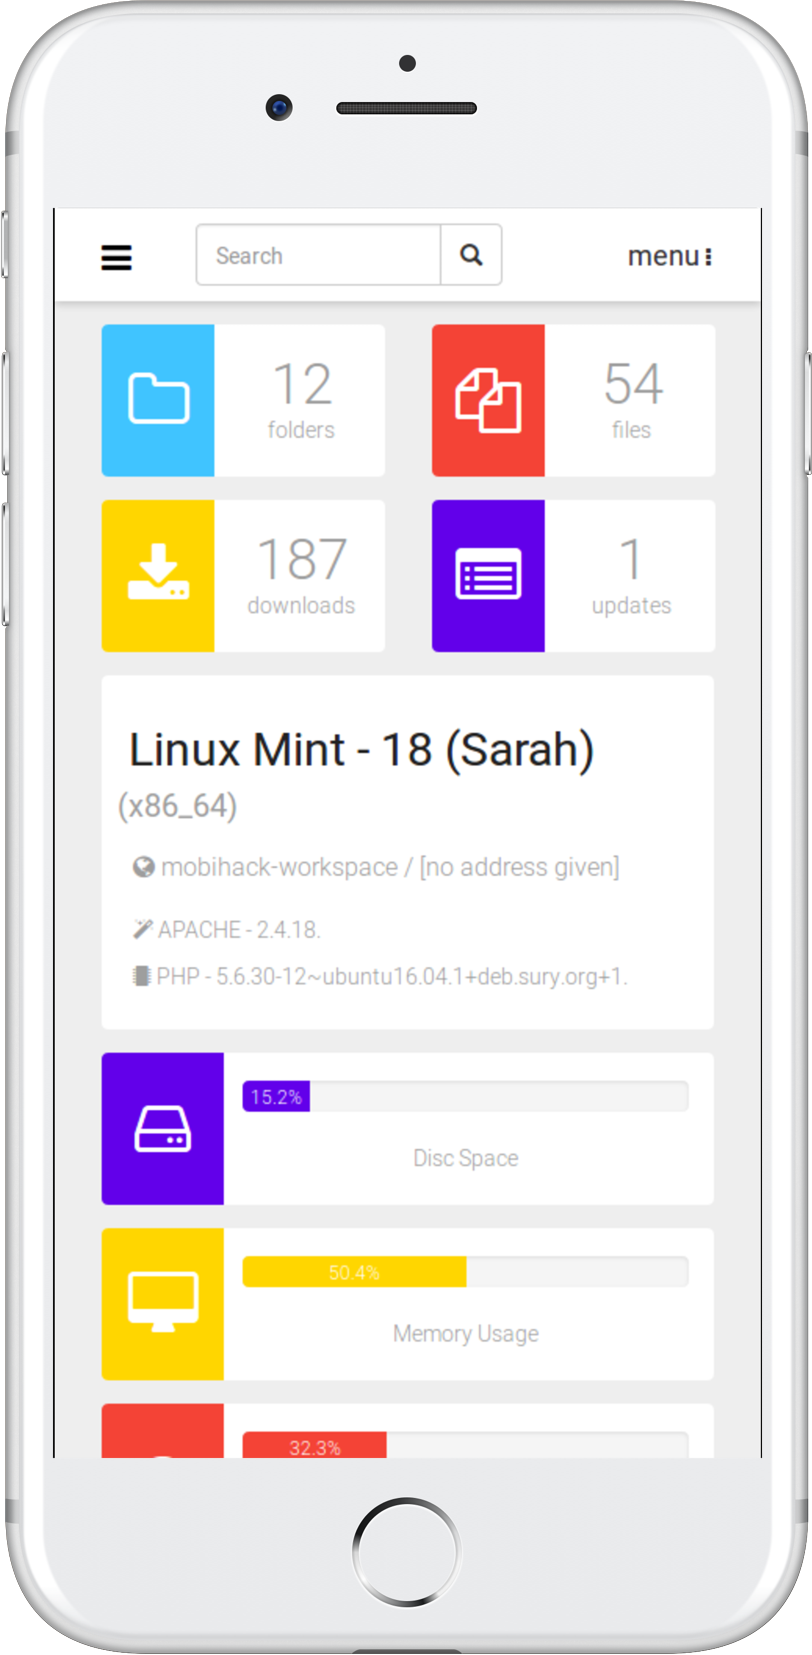 Search
menu
12
folders
54
files
187
downloads
1
updates
Linux Mint - 18 (Sarah)
(x86_64)
mobihack-workspace / [no address given]
APACHE - 2.4.18.
PHP - 5.6.30-12~ubuntu16.04.1+deb.sury.org+1.
15.2%
Disc Space
50.4%
Memory Usage
32.3%